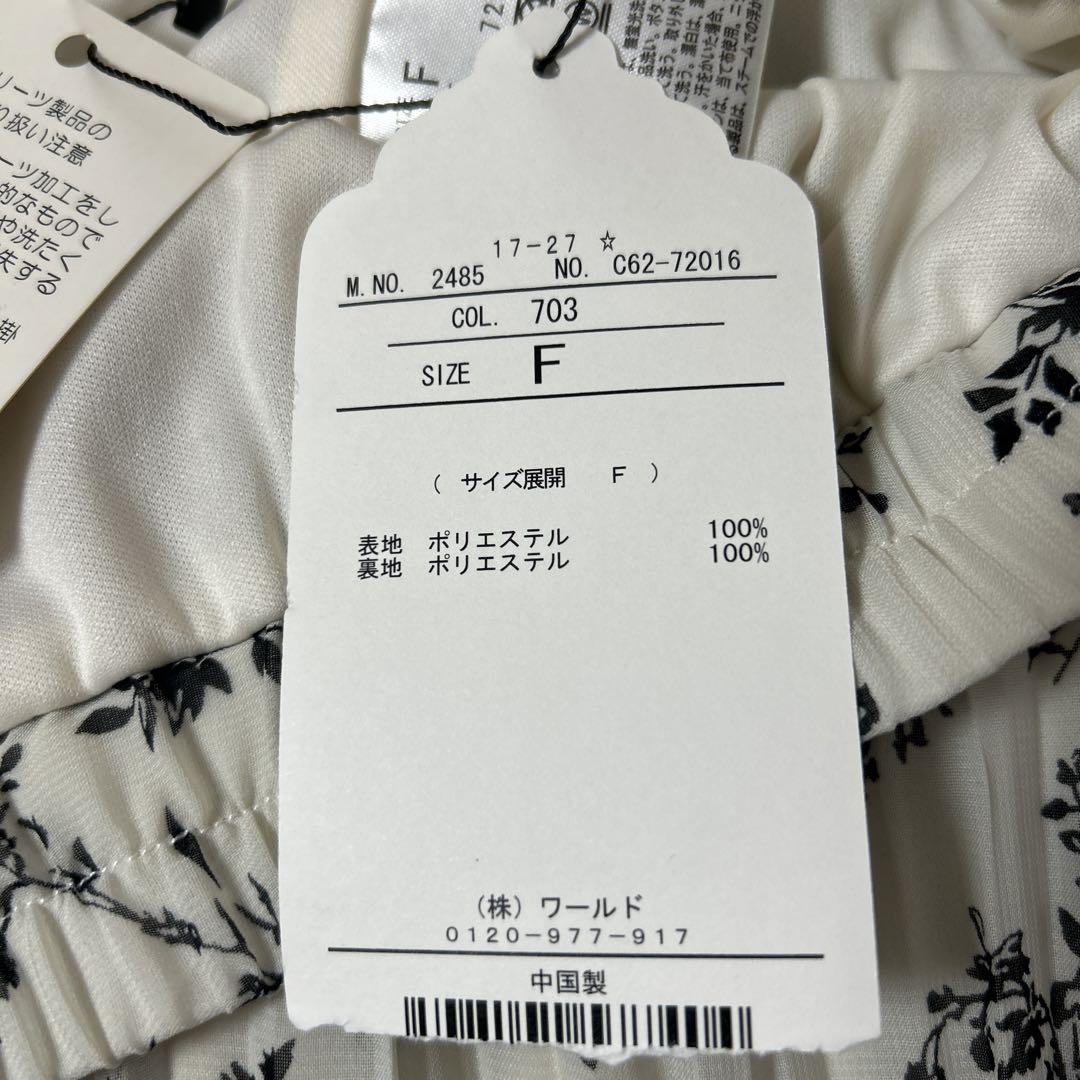 リーツ製品の
扱い注意
ーツ加工をし
的なもので
や洗たく
失する
掛
72
F
17-27 ☆
M.NO. 2485 NO. C62-72016
COL. 703
SIZE F
( サイズ展開 F )
表地 ポリエステル 100%
裏地 ポリエステル 100%
(株) ワールド
0120-977-917
中国製